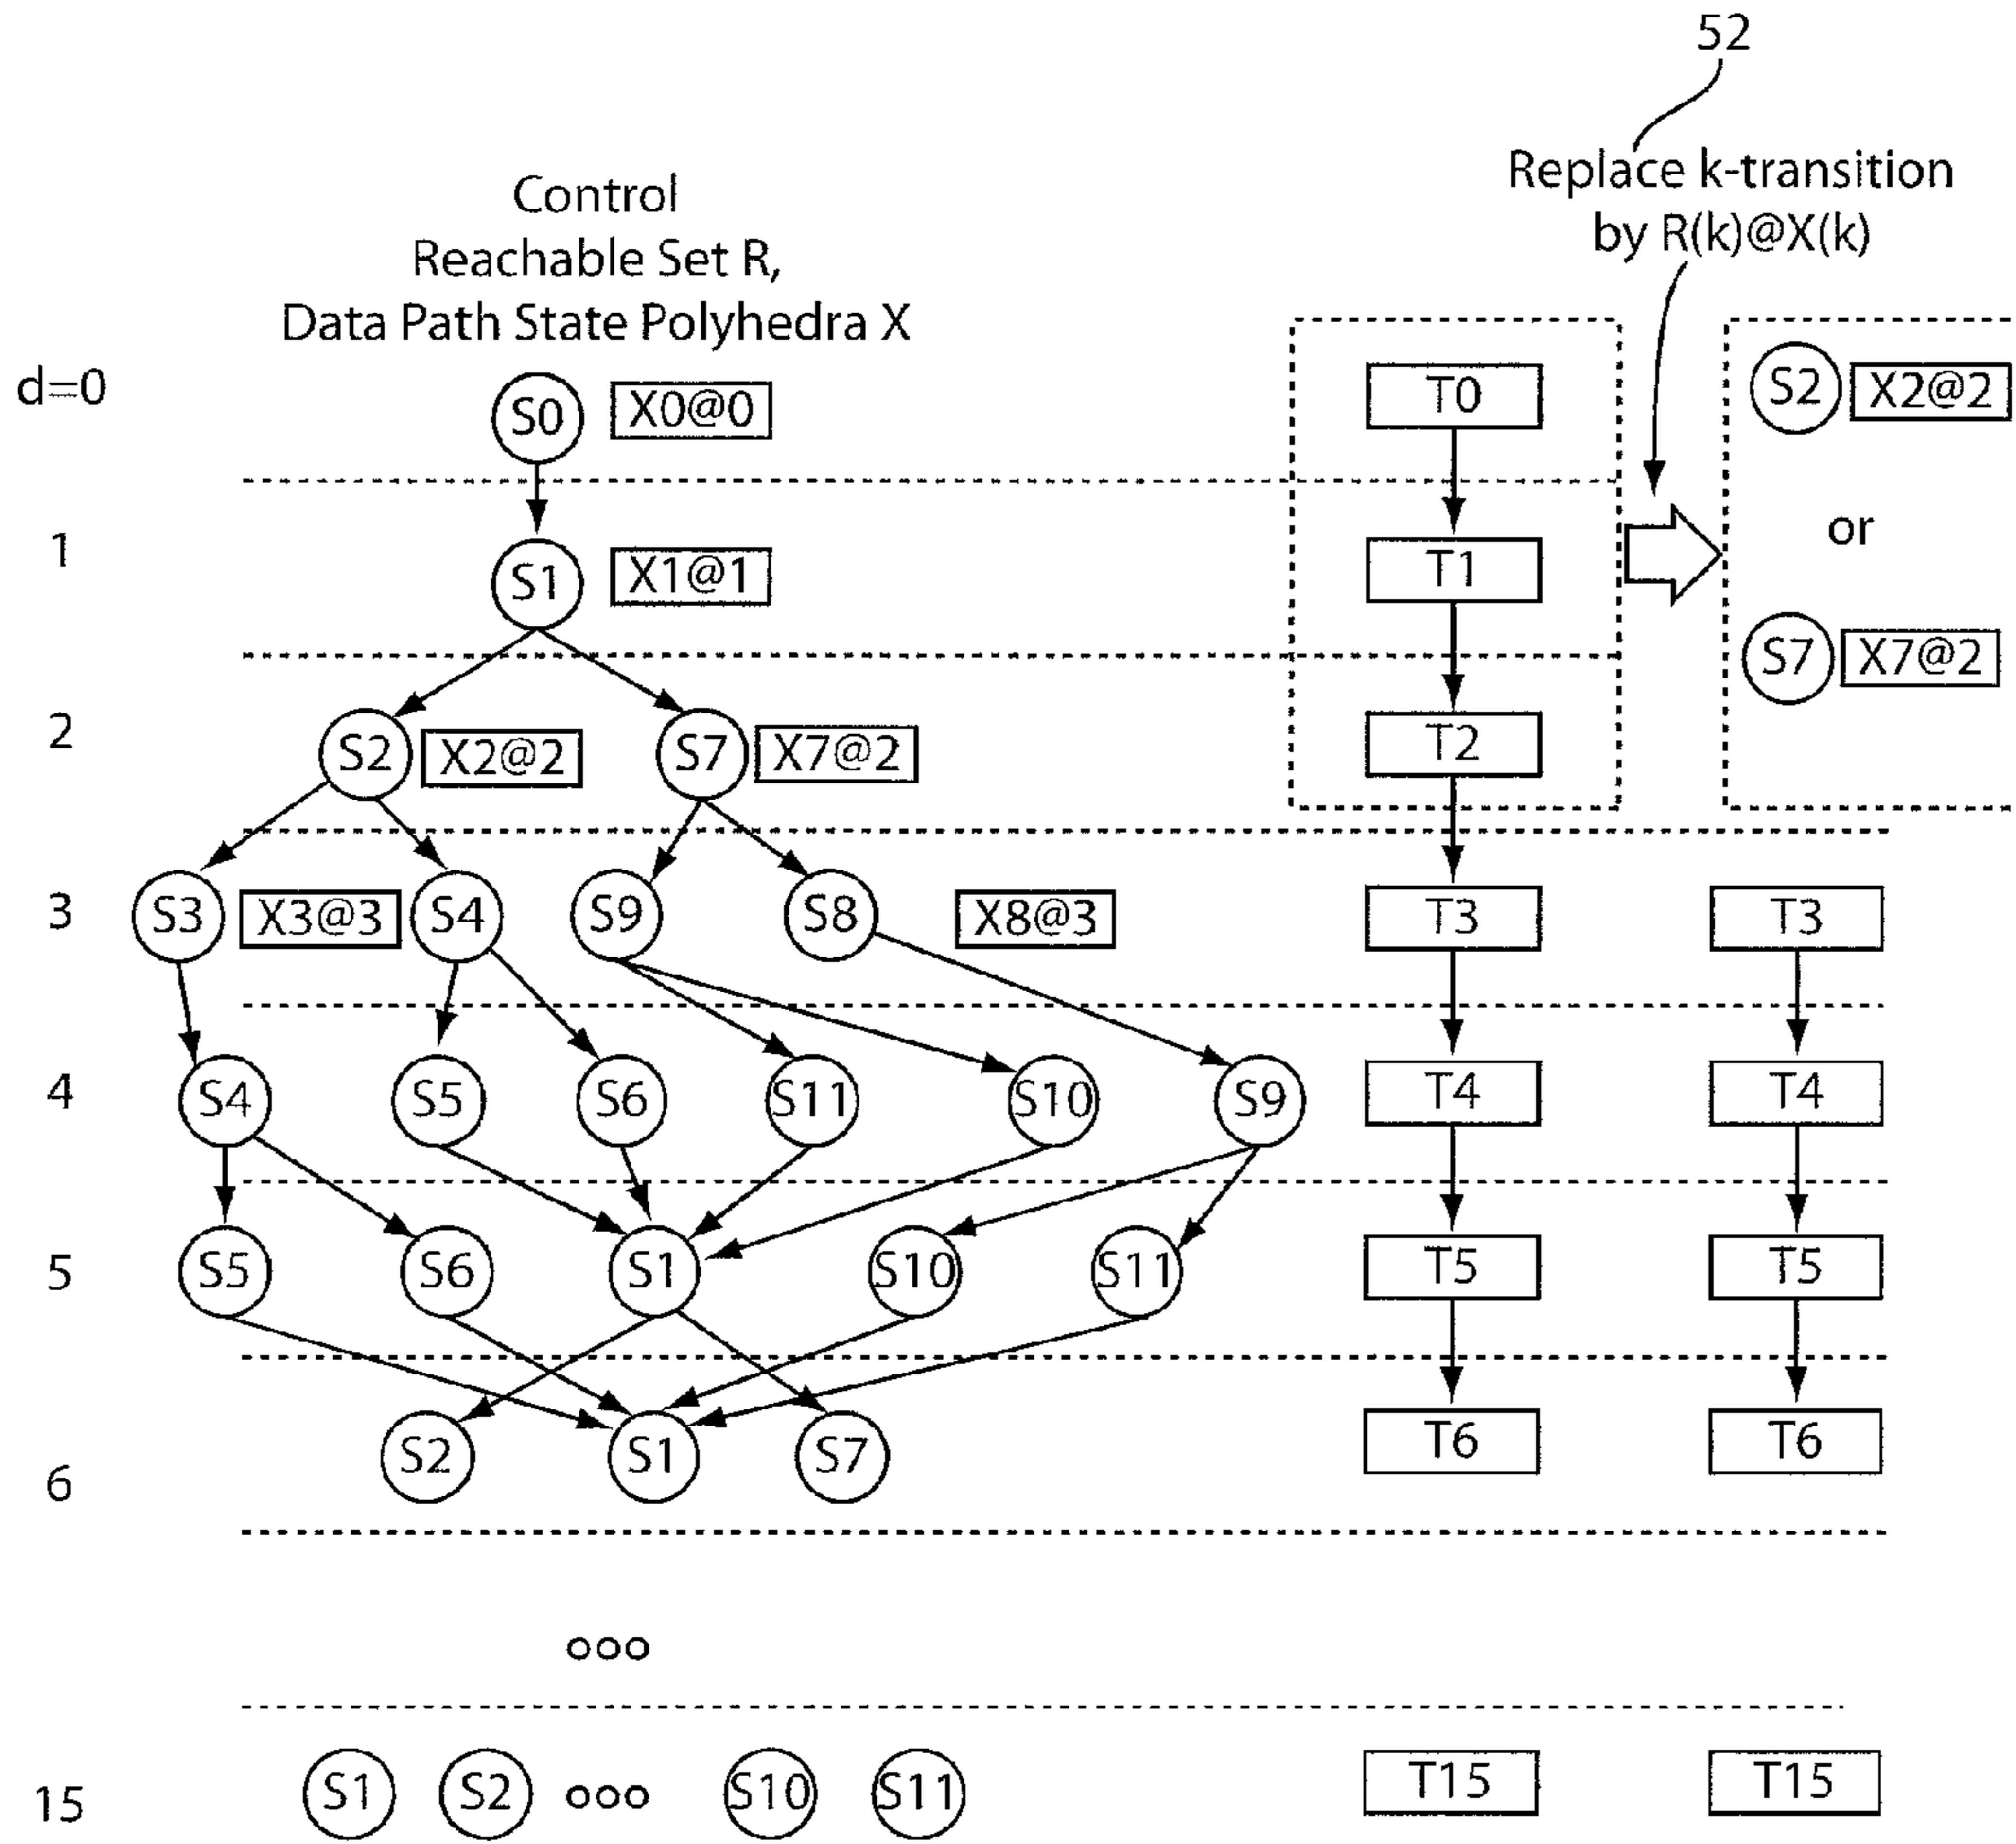 52
Replace k-transition
by R(k)@X(k)
Control
Reachable Set R,
Data Path State Polyhedra X
d=0
S0 X0@0 T0 S2 X2@2
1
S1 X1@1 T1 or
S7 X7@2
2
S2 X2@2 S7 X7@2 T2
3
S3 X3@3 S4 S9 S8 X8@3 T3 T3
4
S4 S5 S6 S11 S10 S9 T4 T4
5
S5 S6 S1 S10 S11 T5 T5
6
S2 S1 S7 T6 T6
ooo
15
S1 S2 ooo S10 S11 T15 T15